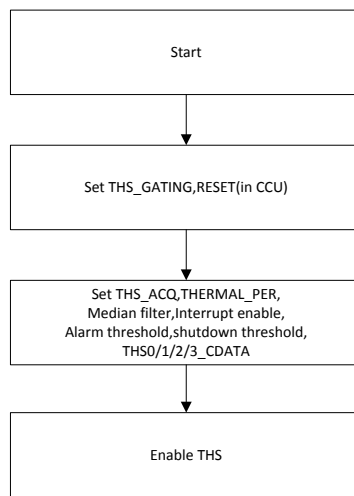 Start
Set THS_GATING,RESET(in CCU)
Set THS_ACQ,THERMAL_PER,
Median filter,Interrupt enable,
Alarm threshold,shutdown threshold,
THS0/1/2/3_CDATA
Enable THS